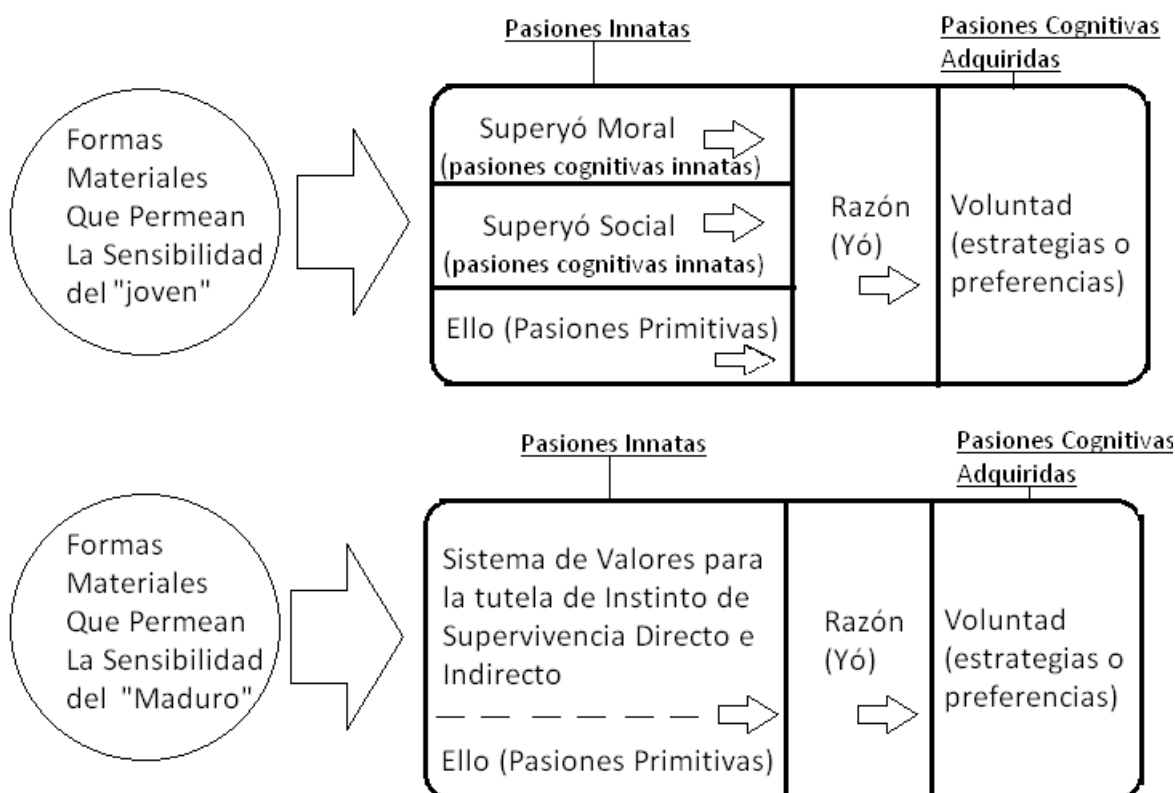 Pasiones Innatas
Pasiones Cognitivas
Adquiridas
Formas
Materiales
Que Permean
La Sensibilidad
del "joven"
Superyó Moral
(pasiones cognitivas innatas)
Superyó Social
(pasiones cognitivas innatas)
Ello (Pasiones Primitivas)
Razón
(Yó)
Voluntad
(estrategias o
preferencias)
Pasiones Innatas
Pasiones Cognitivas
Adquiridas
Formas
Materiales
Que Permean
La Sensibilidad
del "Maduro"
Sistema de Valores para
la tutela de Instinto de
Supervivencia Directo e
Indirecto
Ello (Pasiones Primitivas)
Razón
(Yó)
Voluntad
(estrategias o
preferencias)